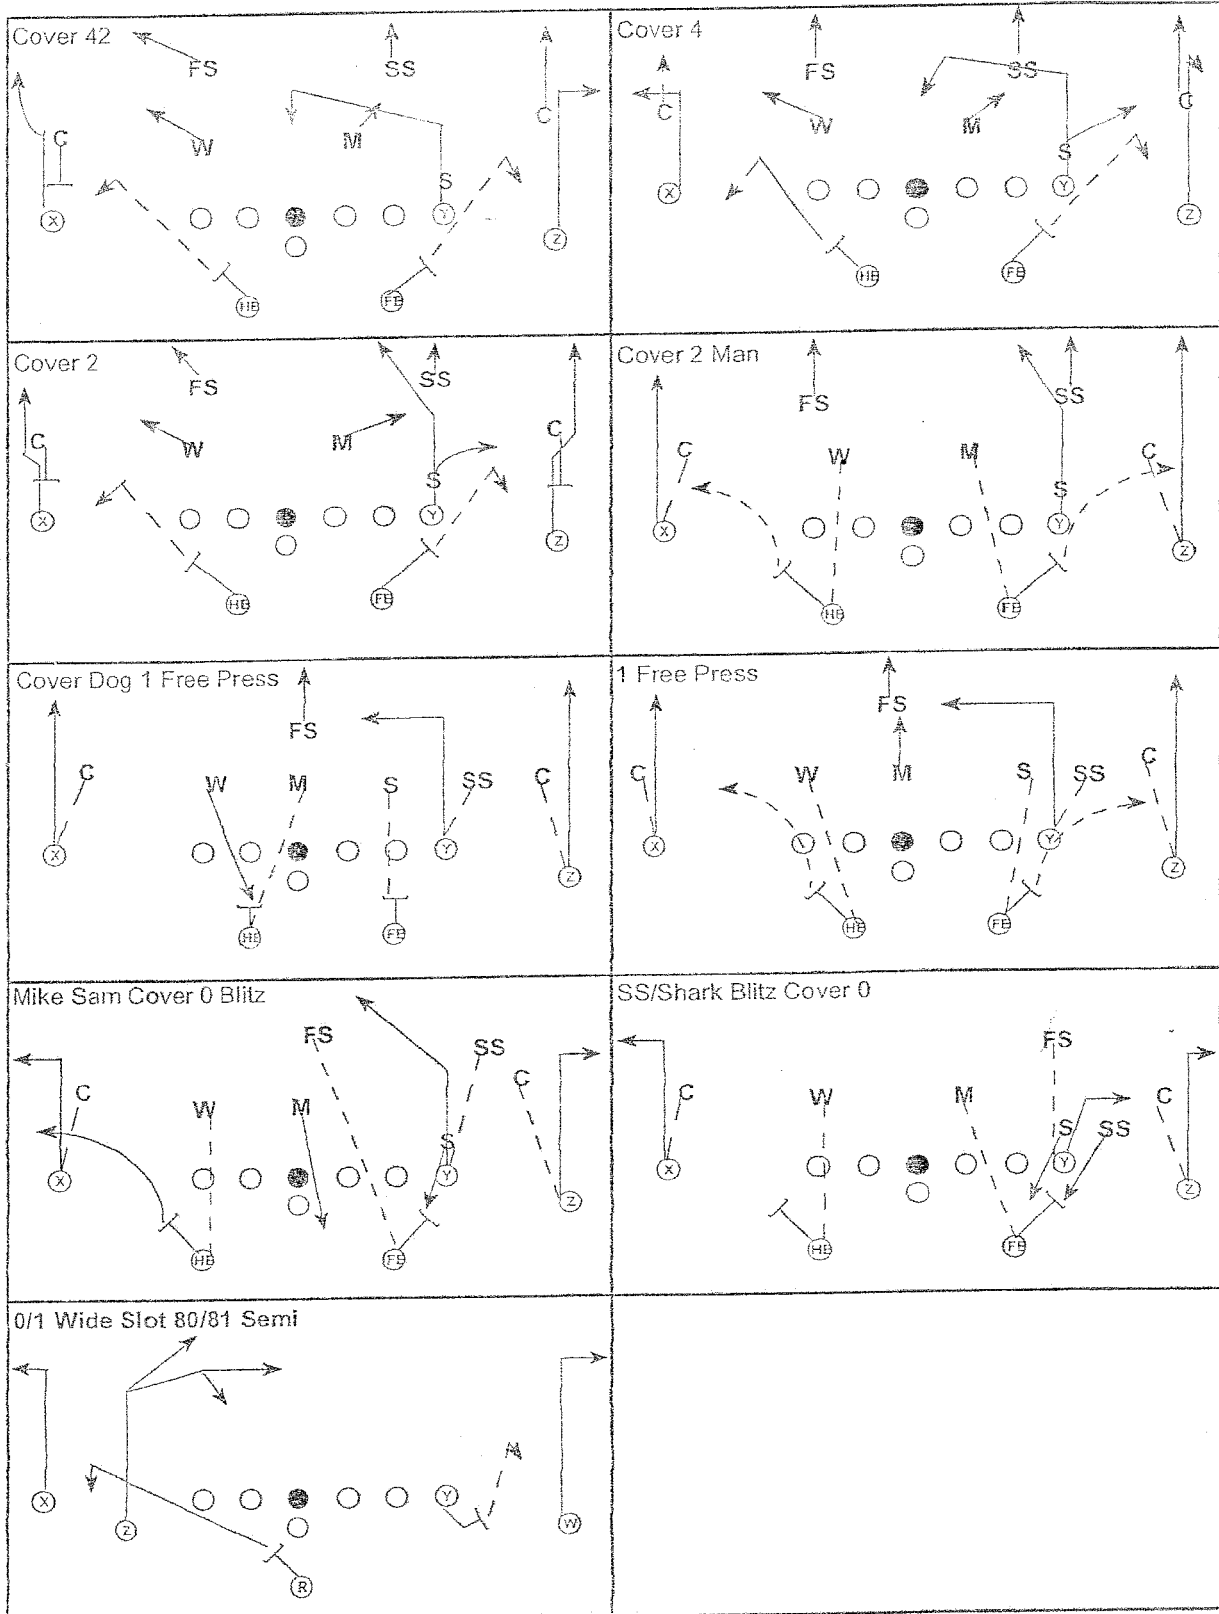 Cover 42
FS
SS
C
C
W
M
S
X
Y
Z
HB
FB
Cover 4
FS
SS
C
C
W
M
S
X
Y
Z
HB
FB
Cover 2
FS
SS
C
C
W
M
S
X
Y
Z
HB
FB
Cover 2 Man
FS
SS
C
W
M
C
S
X
Y
Z
HB
FB
Cover Dog 1 Free Press
FS
C
W
M
S
SS
C
X
Y
Z
HB
FB
1 Free Press
FS
C
W
M
S
SS
C
X
Y
Z
HB
FB
Mike Sam Cover 0 Blitz
FS
SS
C
C
W
M
S
X
Y
Z
HB
FB
SS/Shark Blitz Cover 0
FS
C
W
M
C
S
SS
X
Y
Z
HB
FB
0/1 Wide Slot 80/81 Semi
X
Y
Z
W
R